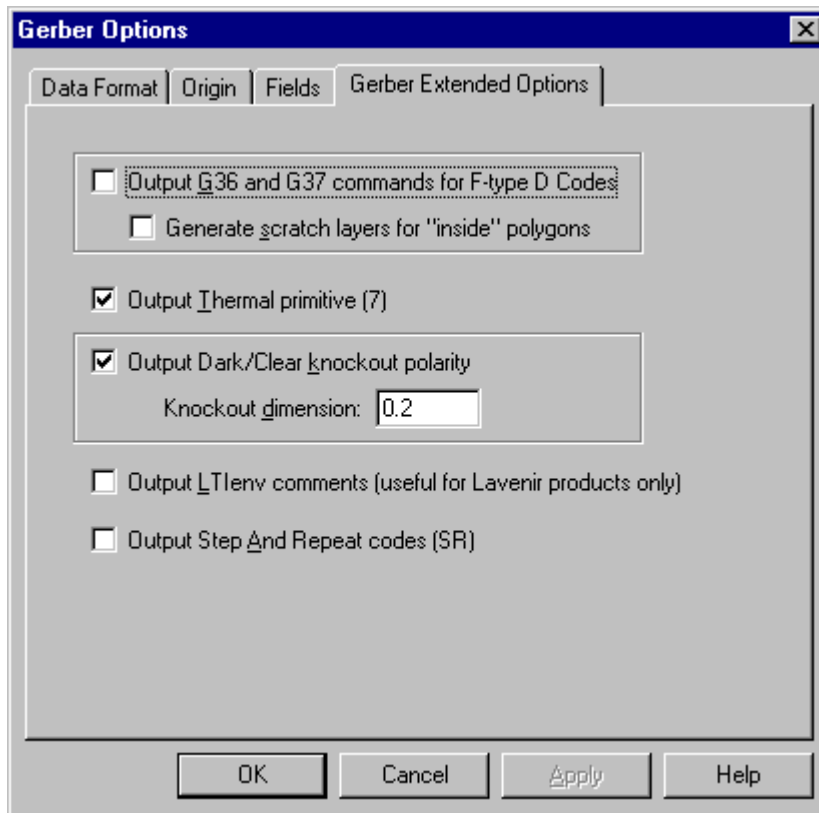 Gerber Options
Data Format Origin Fields Gerber Extended Options
Output G36 and G37 commands for F-type D Codes
Generate scratch layers for "inside" polygons
Output Thermal primitive (7)
Output Dark/Clear knockout polarity
Knockout dimension: 0.2
Output LTIenv comments (useful for Lavenir products only)
Output Step And Repeat codes (SR)
OK Cancel Apply Help